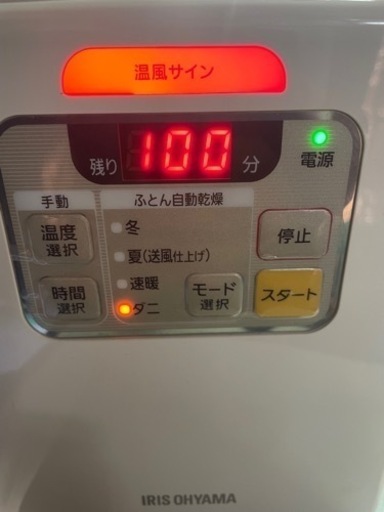 温風サイン
残り 100 分
電源
手動
ふとん自動乾燥
温度
選択
時間
選択
冬
夏(送風仕上げ)
速暖
ダニ
モード
選択
停止
スタート
IRIS OHYAMA